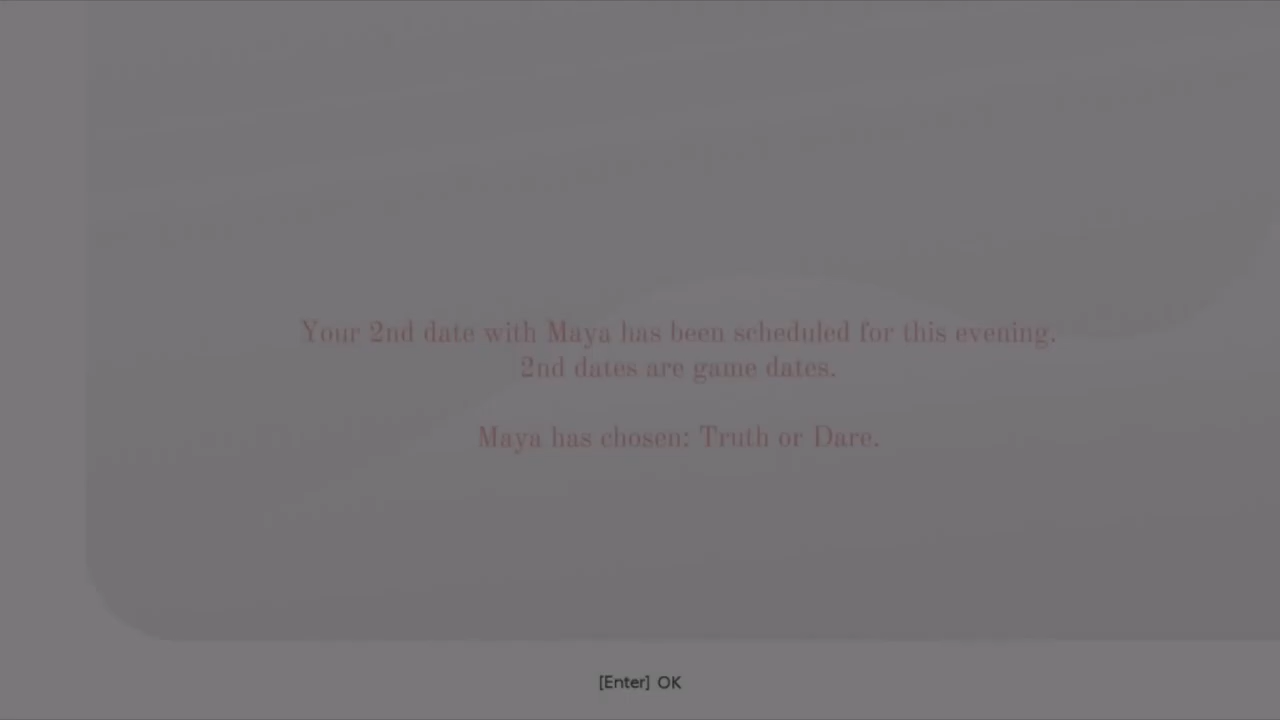 Your 2nd date with Maya has been scheduled for this evening.
2nd dates are game dates.
Maya has chosen: Truth or Dare.
[Enter] OK